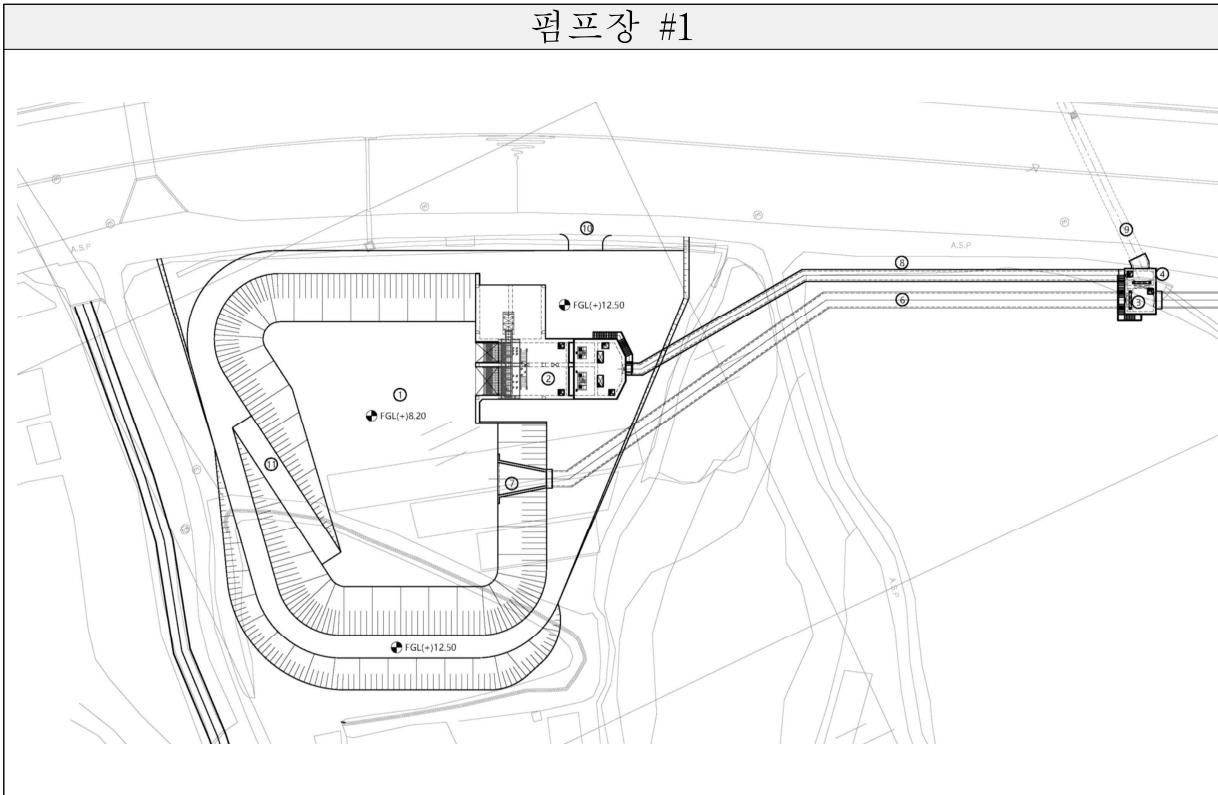 펌프장 #1
⑩
⑨
A.S.P
A.S.P
⑧
④
⑥
③
FGL(+)12.50
②
①
FGL(+)8.20
⑪
⑦
A.S.P
FGL(+)12.50